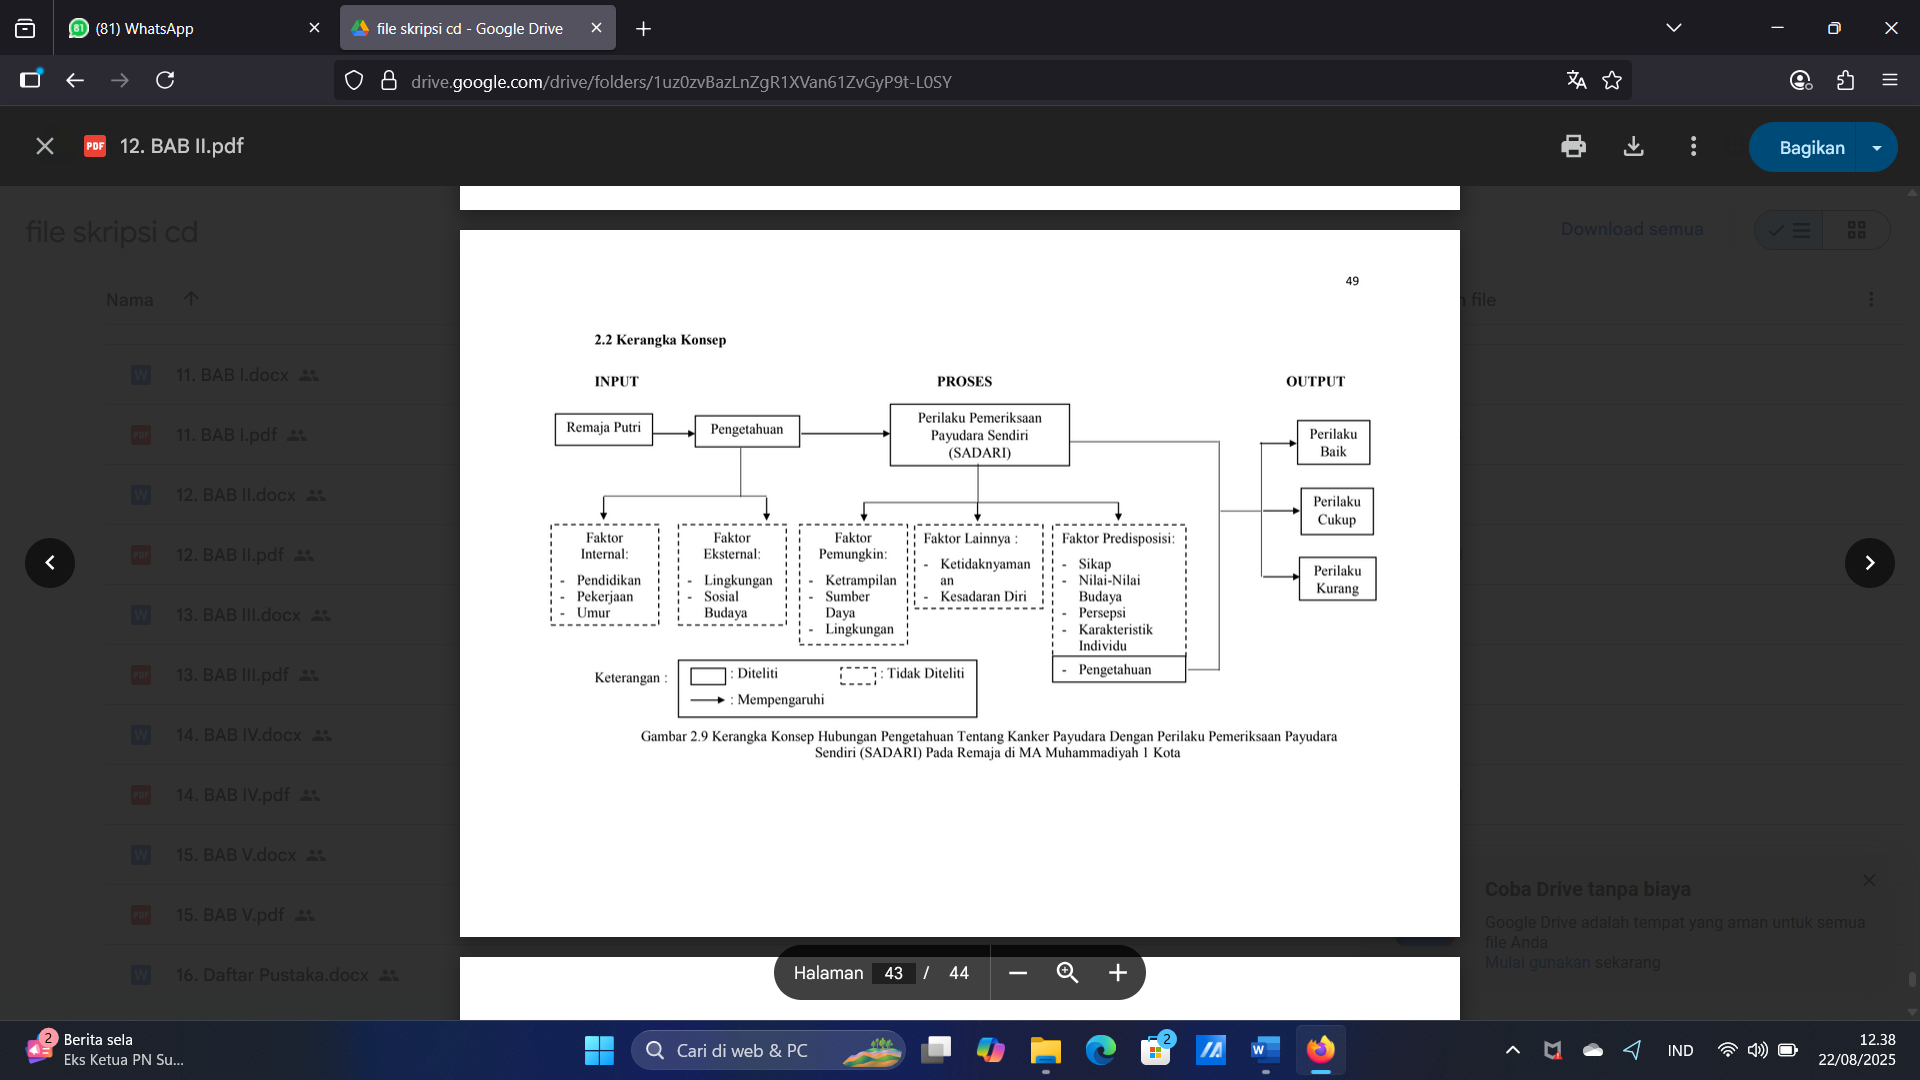 (81) WhatsApp
file skripsi cd - Google Drive
drive.google.com/drive/folders/1uz0zvBazLnZgR1XVan61ZvGyP9t-L0SY
PDF
12. BAB II.pdf
Bagikan
file skripsi cd
Download semua
Nama
file
11. BAB I.docx
11. BAB I.pdf
12. BAB II.docx
12. BAB II.pdf
13. BAB III.docx
13. BAB III.pdf
14. BAB IV.docx
14. BAB IV.pdf
15. BAB V.docx
15. BAB V.pdf
16. Daftar Pustaka.docx
49
2.2 Kerangka Konsep
INPUT
PROSES
OUTPUT
Remaja Putri
Pengetahuan
Perilaku Pemeriksaan
Payudara Sendiri
(SADARI)
Perilaku
Baik
Perilaku
Cukup
Perilaku
Kurang
Faktor
Internal:
- Pendidikan
- Pekerjaan
- Umur
Faktor
Eksternal:
- Lingkungan
- Sosial
Budaya
Faktor
Pemungkin:
- Ketrampilan
- Sumber
Daya
- Lingkungan
Faktor Lainnya :
- Ketidaknyaman
an
- Kesadaran Diri
Faktor Predisposisi:
- Sikap
- Nilai-Nilai
Budaya
- Persepsi
- Karakteristik
Individu
- Pengetahuan
Keterangan :
: Diteliti
: Tidak Diteliti
: Mempengaruhi
Gambar 2.9 Kerangka Konsep Hubungan Pengetahuan Tentang Kanker Payudara Dengan Perilaku Pemeriksaan Payudara
Sendiri (SADARI) Pada Remaja di MA Muhammadiyah 1 Kota
Coba Drive tanpa biaya
Google Drive adalah tempat yang aman untuk semua
file Anda
Mulai gunakan sekarang
Halaman 43 / 44
2
Berita sela
Eks Ketua PN Su...
Cari di web & PC
2
IND
12.38
22/08/2025